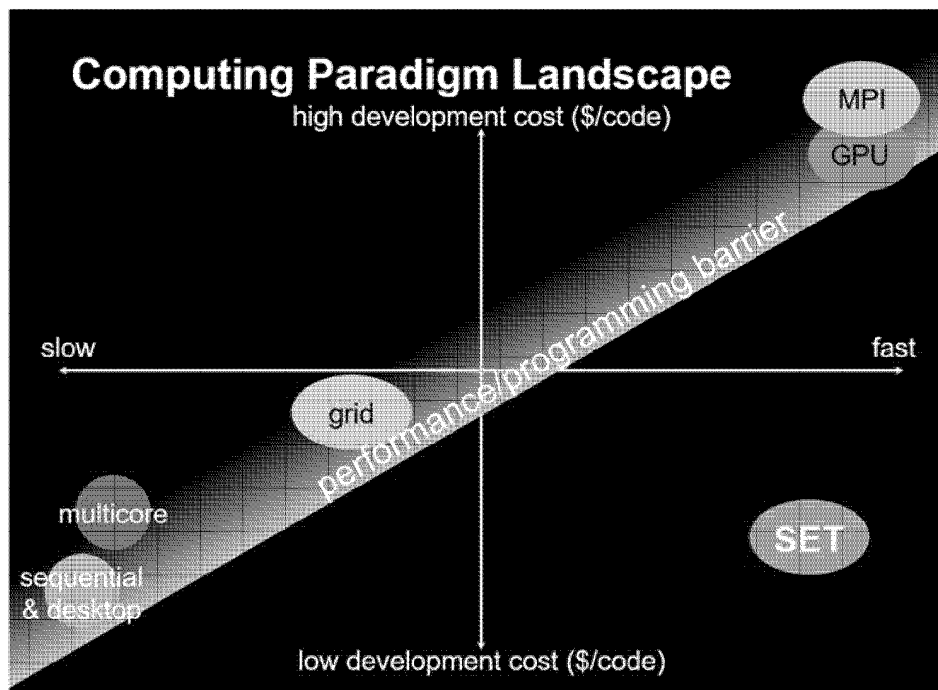 Computing Paradigm Landscape
high development cost ($/code)
MPI
GPU
performance/programming barrier
slow
fast
grid
multicore
SET
sequential
& desktop
low development cost ($/code)